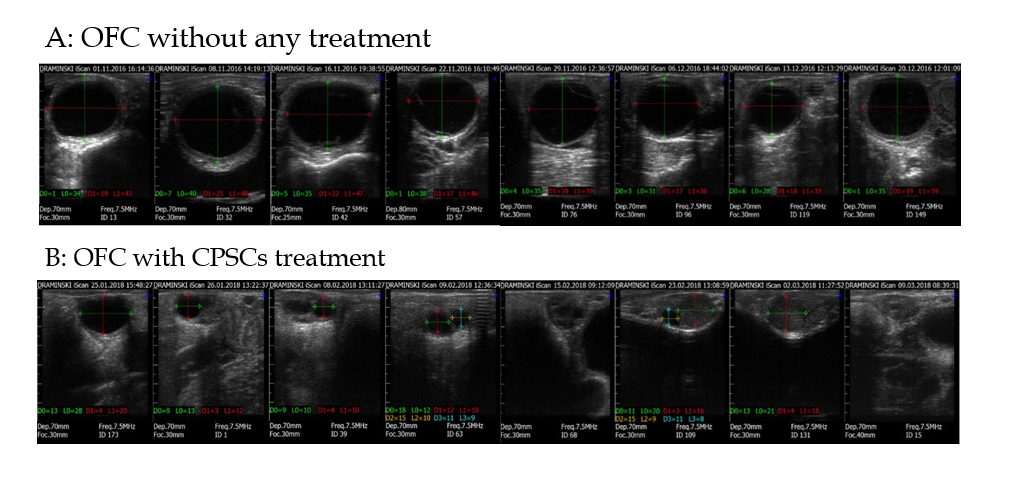 A: OFC without any treatment
DRAMINSKI iScan 01.11.2016 16:14:36 DRAMINSKI iScan 08.11.2016 14:19:13 DRAMINSKI iScan 16.11.2016 19:38:55 DRAMINSKI iScan 22.11.2016 16:10:49 DRAMINSKI iScan 29.11.2016 12:36:57 DRAMINSKI iScan 06.12.2016 18:44:02 DRAMINSKI iScan 13.12.2016 12:13:29 DRAMINSKI iScan 20.12.2016 12:01:09
D0=1 L0=34 D1=19 L1=43 D0=7 L0=40 D1=25 D0=5 L0=35 D1=22 L1=47 D0=1 L0=38 D1=17 L1=46 D0=4 L0=35 D1=20 D0=3 L0=31 D1=17 L1=36 D0=6 L0=28 D1=18 L1=33 D0=1 L0=35 D1=19 L1=39
Dep.70mm Freq.7.5MHz Dep.70mm Freq.7.5MHz Dep.70mm Freq.7.5MHz Dep.80mm Freq.7.5MHz Dep.70mm Freq.7.5MHz Dep.70mm Freq.7.5MHz Dep.70mm Freq.7.5MHz Dep.70mm Freq.7.5MHz
Foc.30mm ID 13 Foc.30mm ID 32 Foc.25mm ID 42 Foc.30mm ID 57 Foc.30mm ID 76 Foc.30mm ID 96 Foc.30mm ID 119 Foc.30mm ID 149
B: OFC with CPSCs treatment
DRAMINSKI iScan 25.01.2018 15:48:27 DRAMINSKI iScan 26.01.2018 13:22:37 DRAMINSKI iScan 08.02.2018 13:11:27 DRAMINSKI iScan 09.02.2018 12:36:34 DRAMINSKI iScan 15.02.2018 09:12:09 DRAMINSKI iScan 23.02.2018 13:08:59 DRAMINSKI iScan 02.03.2018 11:27:52 DRAMINSKI iScan 09.03.2018 08:39:31
D0=13 L0=28 D1=4 L1=20 D0=9 L0=13 D1=3 L1=12 D0=9 L0=10 D1=4 L1=10 D0=18 L0=12 D1=12 L1=10 D0=11 L0=20 D1=3 L1=16 D0=13 L0=21 D1=4 L1=18
D2=15 L2=10 D3=11 L3=9 D2=15 L2=9 D3=11 L3=8
Dep.70mm Freq.7.5MHz Dep.70mm Freq.7.5MHz Dep.70mm Freq.7.5MHz Dep.70mm Freq.7.5MHz Dep.70mm Freq.7.5MHz Dep.70mm Freq.7.5MHz Dep.70mm Freq.7.5MHz Dep.70mm Freq.7.5MHz
Foc.30mm ID 173 Foc.30mm ID 1 Foc.30mm ID 39 Foc.30mm ID 63 Foc.30mm ID 68 Foc.30mm ID 109 Foc.30mm ID 131 Foc.40mm ID 15